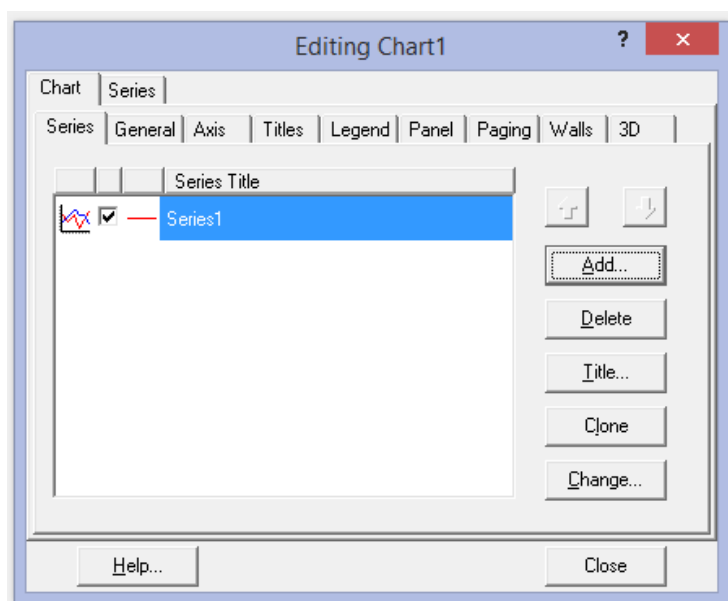 Editing Chart1 ? ×
Chart Series
Series General Axis Titles Legend Panel Paging Walls 3D
Series Title
Series1
Add...
Delete
Title...
Clone
Change...
Help... Close